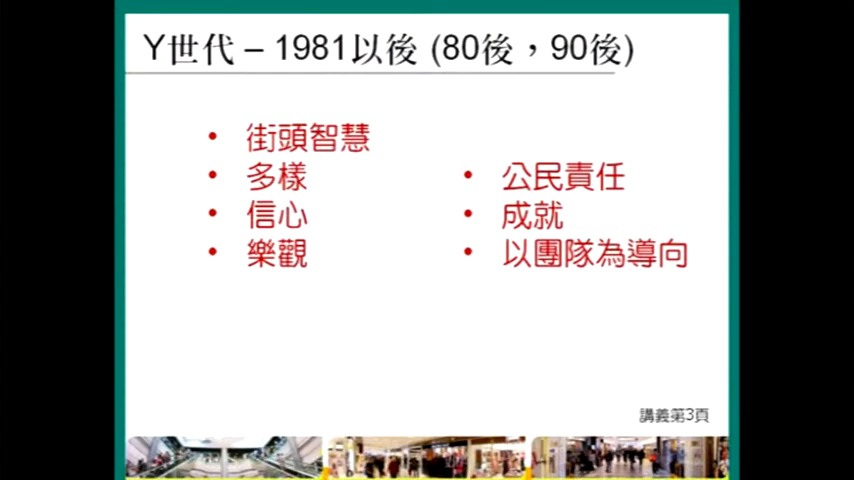 Y世代 – 1981以後 (80後，90後)
• 街頭智慧
• 多樣
• 信心
• 樂觀
• 公民責任
• 成就
• 以團隊為導向
講義第3頁